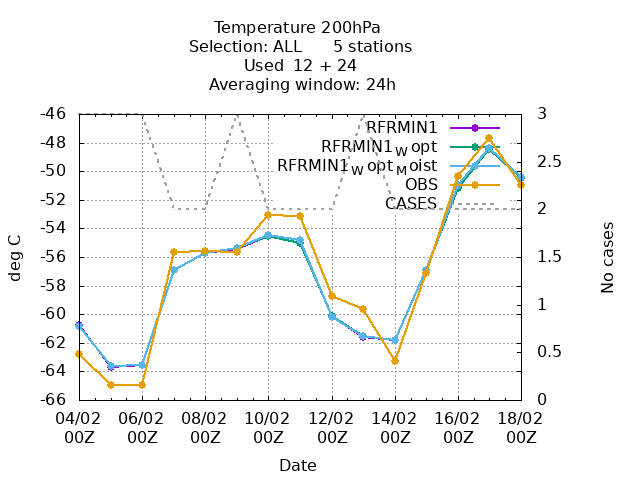 Temperature 200hPa
Selection: ALL      5 stations
Used  12 + 24
Averaging window: 24h
RFRMIN1
RFRMIN1_W opt
RFRMIN1_W opt_M oist
OBS
CASES
-46
-48
-50
-52
-54
-56
-58
-60
-62
-64
-66
3
2.5
2
1.5
1
0.5
0
deg C
No cases
04/02 06/02 08/02 10/02 12/02 14/02 16/02 18/02
00Z 00Z 00Z 00Z 00Z 00Z 00Z 00Z
Date